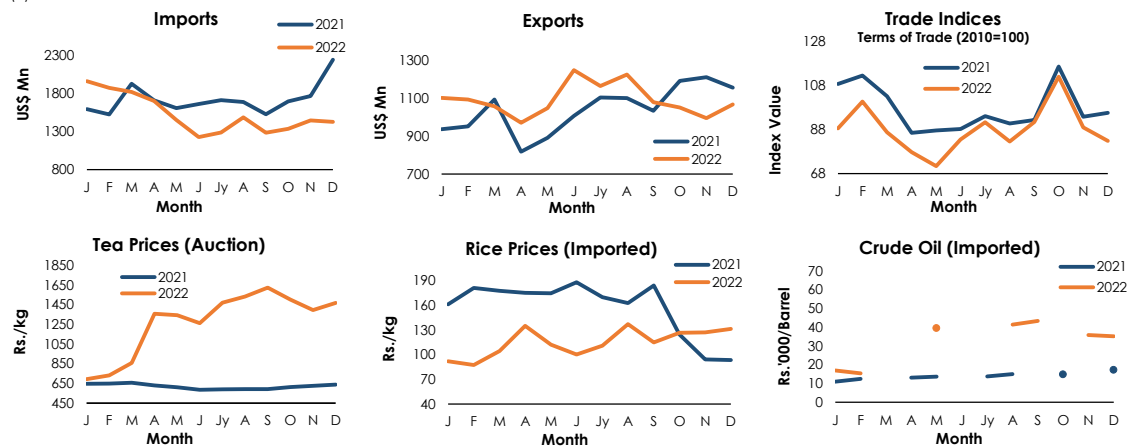 Imports
2021
2022
US$ Mn
2300
1800
1300
800
J F M A M J Jy A S O N D
Month
Exports
US$ Mn
1300
1100
900
700
2021
2022
J F M A M J Jy A S O N D
Month
Trade Indices
Terms of Trade (2010=100)
Index Value
128
108
88
68
2021
2022
J F M A M J Jy A S O N D
Month
Tea Prices (Auction)
Rs./kg
1850
1650
1450
1250
1050
850
650
450
2021
2022
J F M A M J Jy A S O N D
Month
Rice Prices (Imported)
Rs./kg
190
160
130
100
70
40
2021
2022
J F M A M J Jy A S O N D
Month
Crude Oil (Imported)
Rs.'000/Barrel
70
60
50
40
30
20
10
0
2021
2022
J F M A M J Jy A S O N D
Month